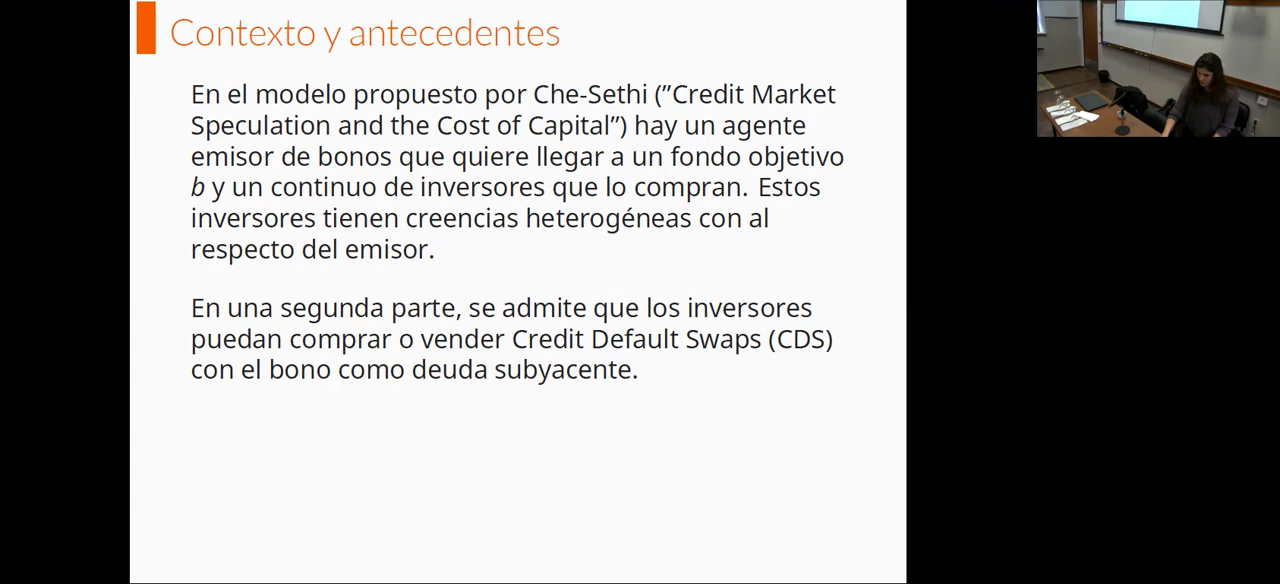 Contexto y antecedentes
En el modelo propuesto por Che-Sethi (”Credit Market
Speculation and the Cost of Capital”) hay un agente
emisor de bonos que quiere llegar a un fondo objetivo
b y un continuo de inversores que lo compran. Estos
inversores tienen creencias heterogéneas con al
respecto del emisor.
En una segunda parte, se admite que los inversores
puedan comprar o vender Credit Default Swaps (CDS)
con el bono como deuda subyacente.